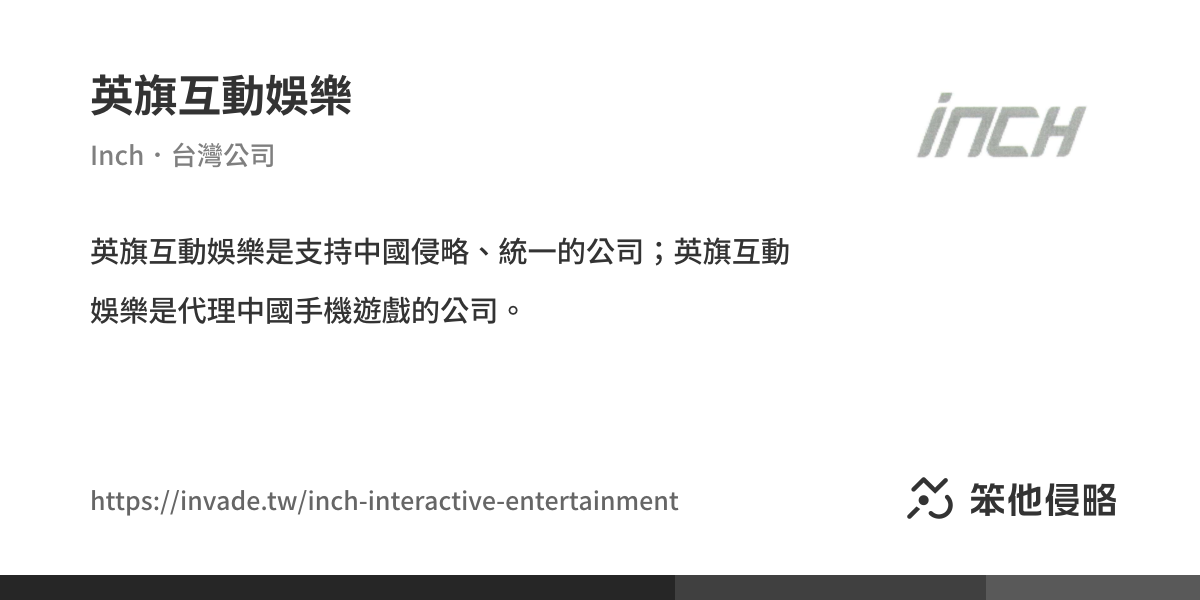 英旗互動娛樂
Inch · 台灣公司
inch
英旗互動娛樂是支持中國侵略、統一的公司；英旗互動
娛樂是代理中國手機遊戲的公司。
https://invade.tw/inch-interactive-entertainment
笨他侵略